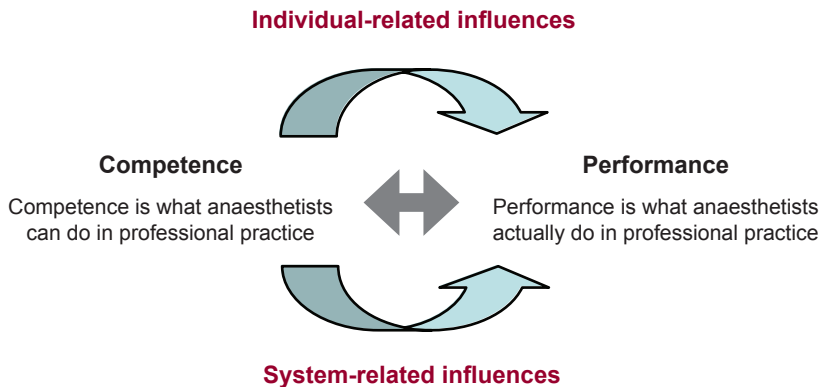 Individual-related influences
Competence
Competence is what anaesthetists
can do in professional practice
Performance
Performance is what anaesthetists
actually do in professional practice
System-related influences